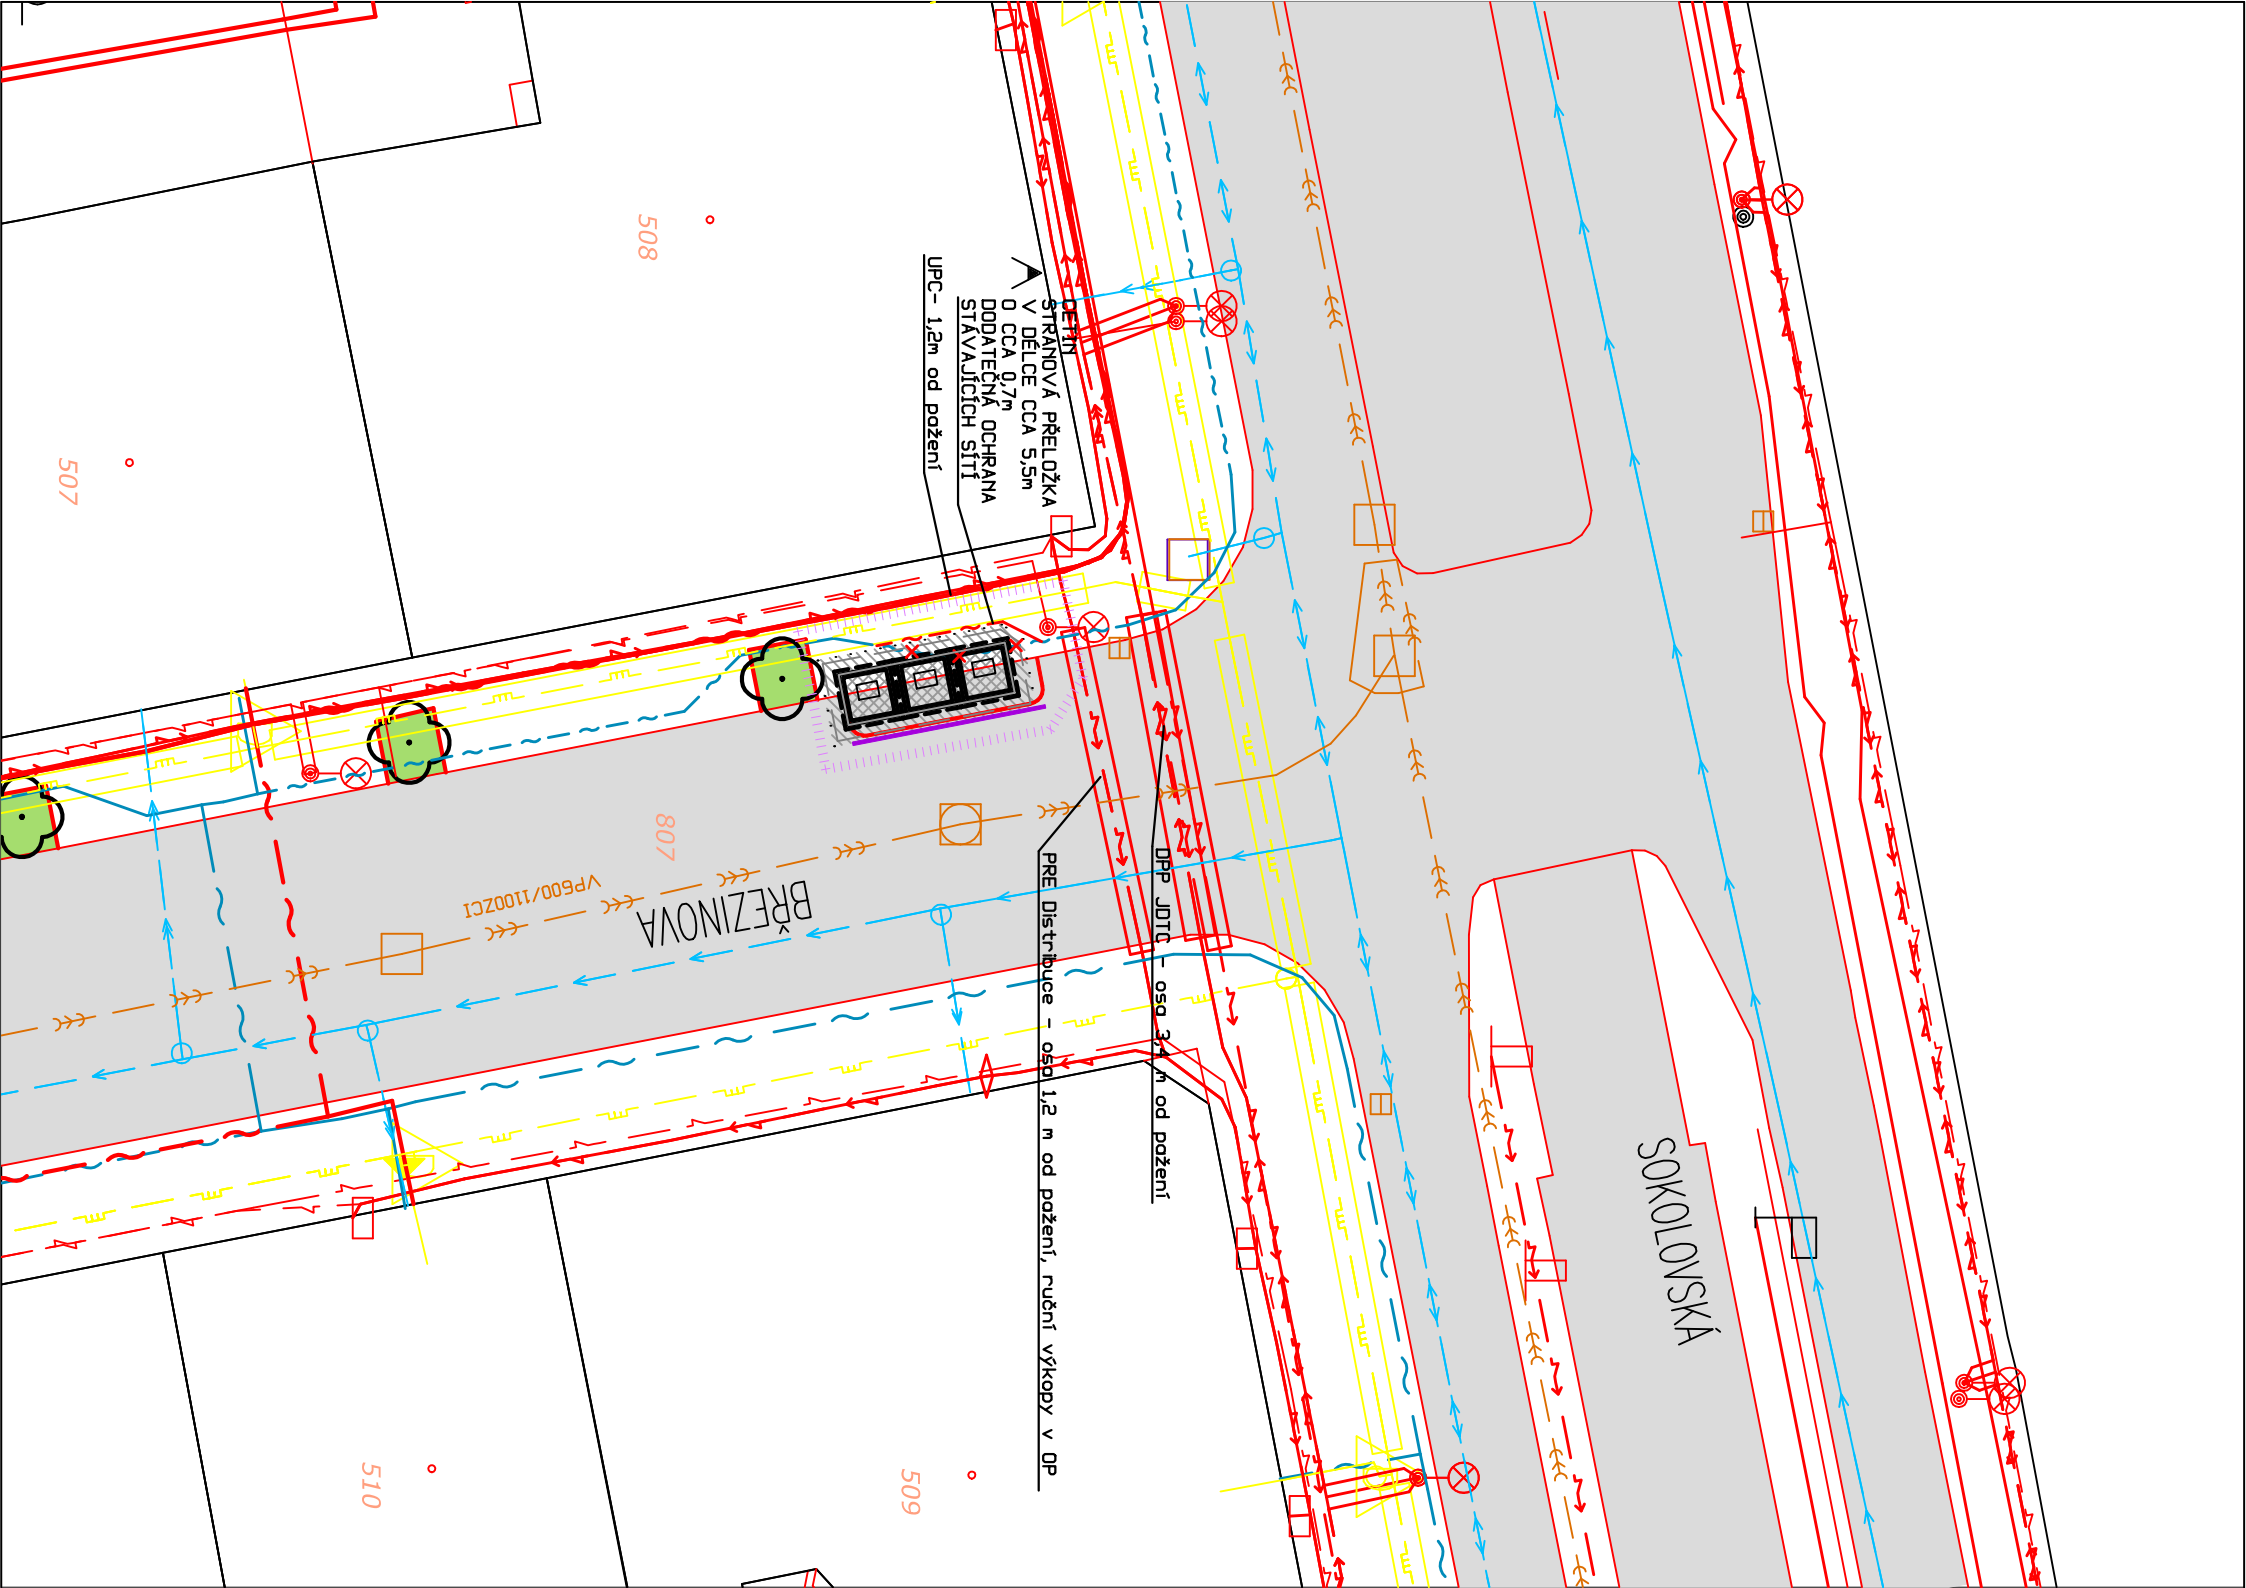 508
507
CETIN
STRANOVÁ PŘELOŽKA
V DÉLCE CCA 5,5m
O CCA 0,7m
DODATEČNÁ OCHRANA
STÁVAJÍCÍCH SÍTÍ
UPC- 1,2m od pažení
807
VP600/1100ZCI
BŘEZINOVA
DPP JDTC - osa 3,4 m od pažení
PRE Distribuce - osa 1,2 m od pažení, ruční výkopy v OP
SOKOLOVSKÁ
510
509